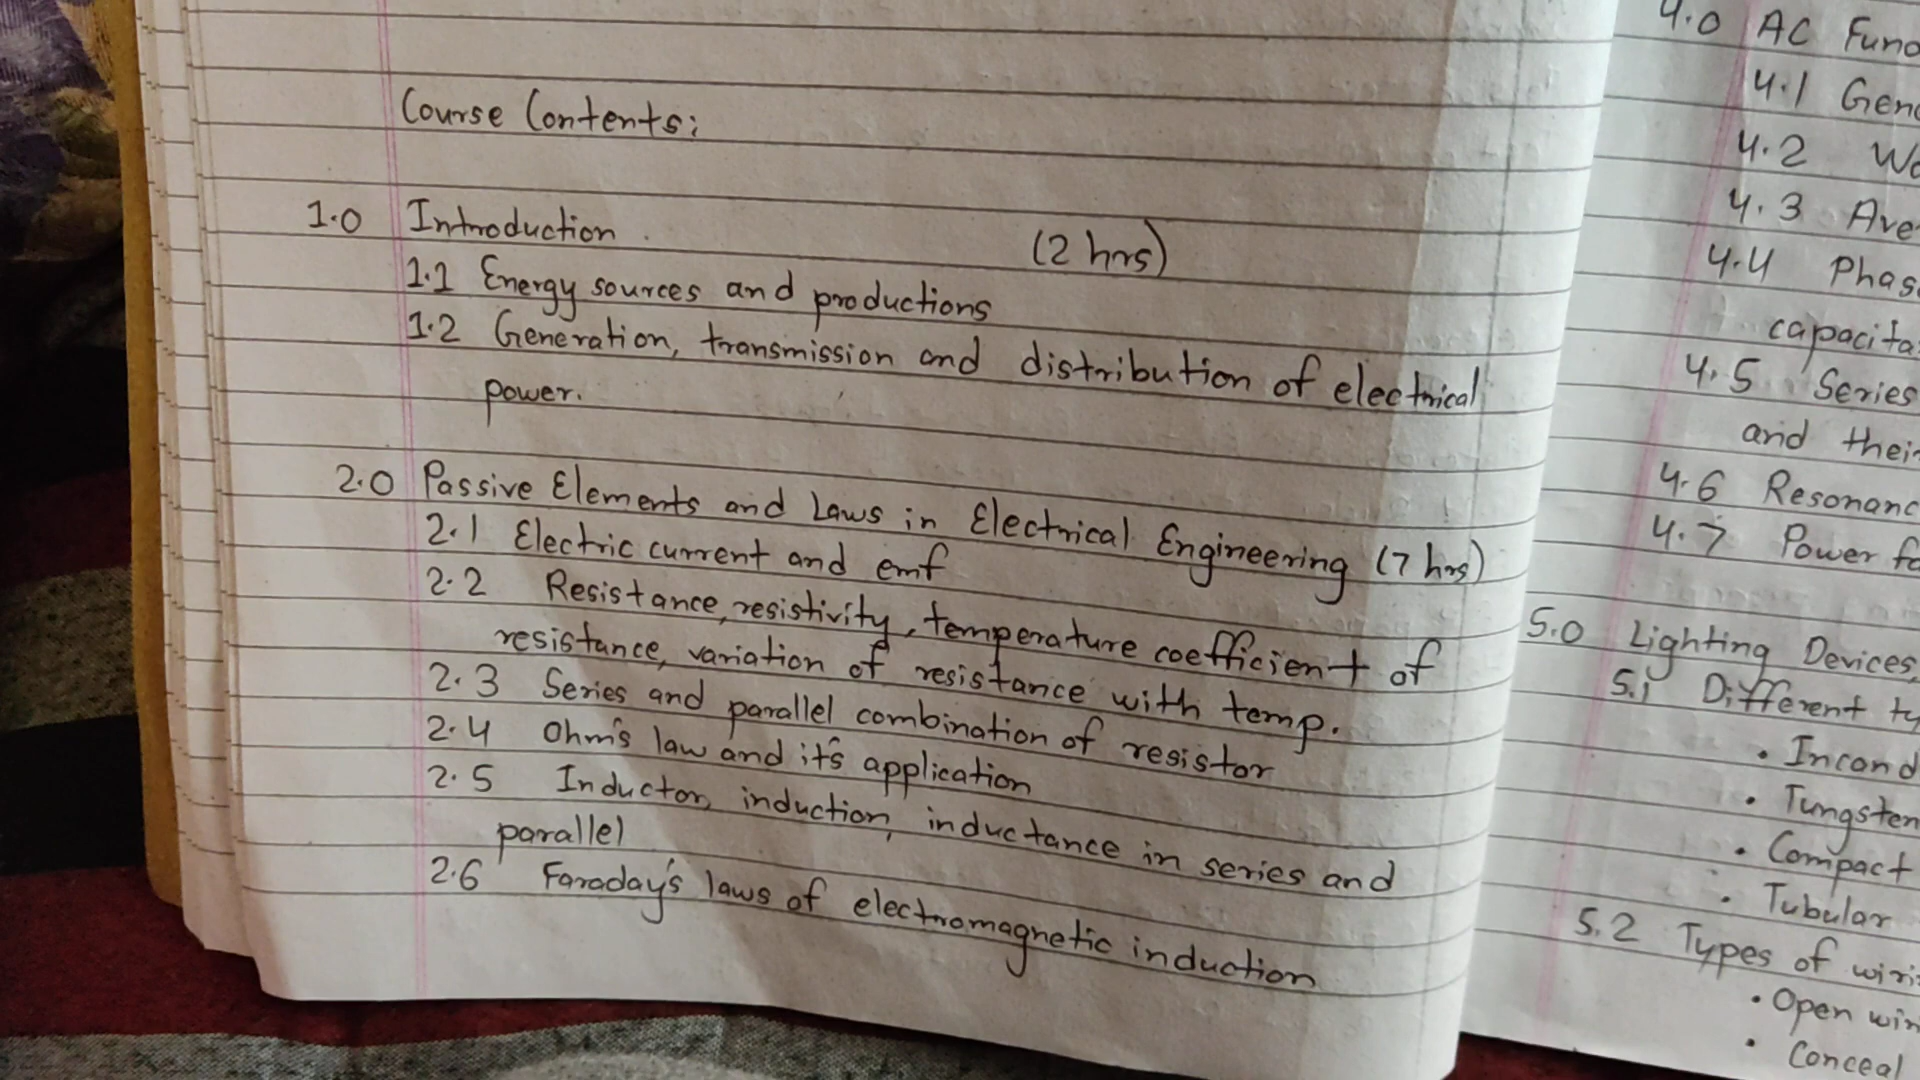 Course Contents:
1.0 Introduction (2 hrs)
1.1 Energy sources and productions
1.2 Generation, transmission and distribution of electrical
power.
2.0 Passive Elements and Laws in Electrical Engineering (7 hrs)
2.1 Electric current and emf
2.2 Resistance, resistivity, temperature coefficient of
resistance, variation of resistance with temp.
2.3 Series and parallel combination of resistor
2.4 Ohm's law and it's application
2.5 Inductor, induction, inductance in series and
parallel
2.6 Faraday's laws of electromagnetic induction
4.0 AC
4.1
4.2
4.3
4.4
4.5 Series
and
4.6
4.7 Power
5.0 Lighting Devices,
5.1 Different
• Tungsten
• Compact
• Tubular
5.2 Types of
• Open